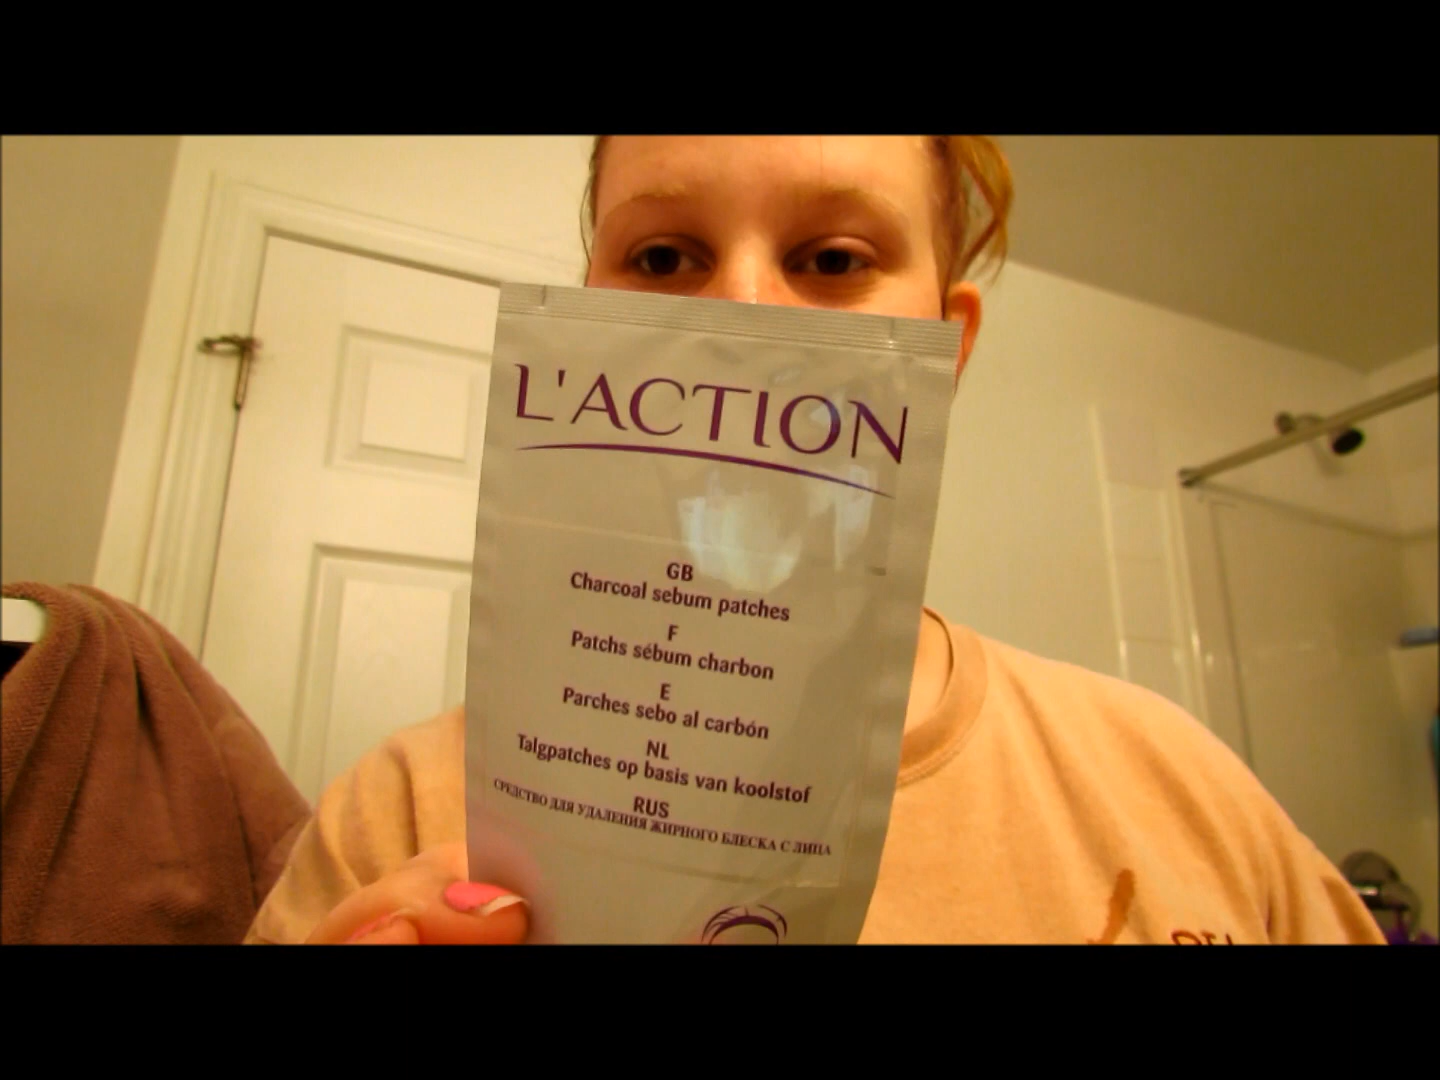 L'ACTION
GB
Charcoal sebum patches
F
Patchs sébum charbon
E
Parches sebo al carbón
NL
Talgpatches op basis van koolstof
RUS
СРЕДСТВО ДЛЯ УДАЛЕНИЯ ЖИРНОГО БЛЕСКА С ЛИЦА